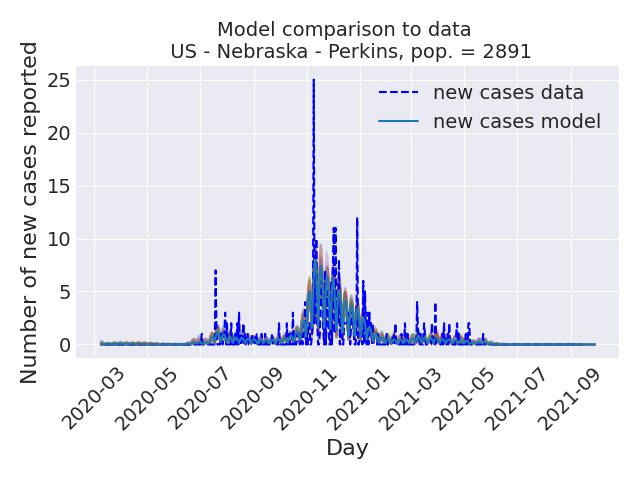 Model comparison to data
US - Nebraska - Perkins, pop. = 2891
Number of new cases reported
25
20
15
10
5
0
new cases data
new cases model
2020-03
2020-05
2020-07
2020-09
2020-11
2021-01
2021-03
2021-05
2021-07
2021-09
Day